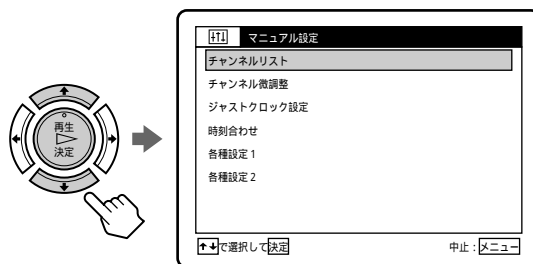 マニュアル設定
チャンネルリスト
チャンネル微調整
ジャストクロック設定
時刻合わせ
各種設定1
各種設定2
再生
決定
↑↓で選択して決定 中止：メニュー